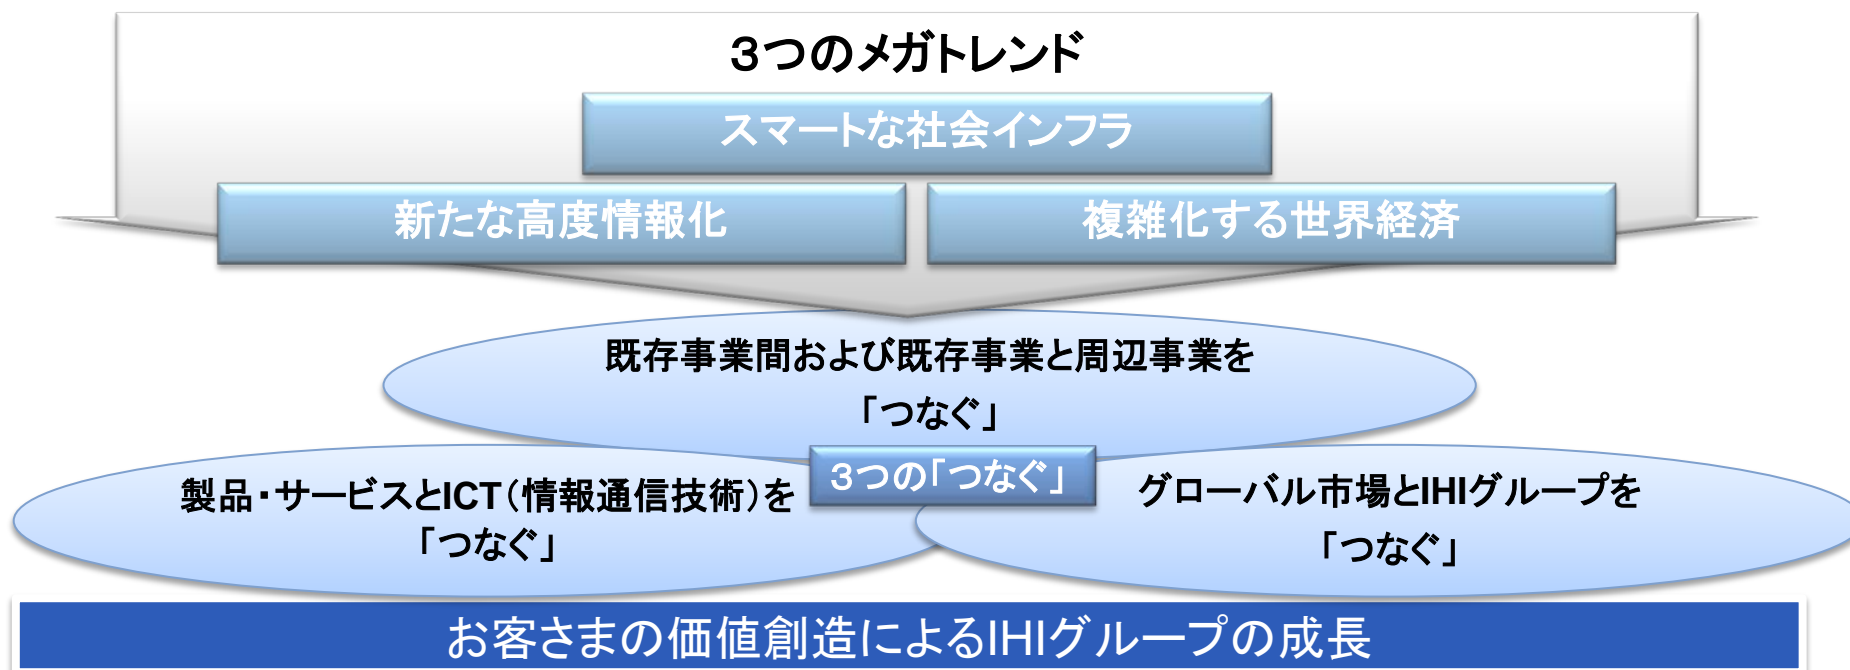 ３つのメガトレンド
スマートな社会インフラ
新たな高度情報化
複雑化する世界経済
既存事業間および既存事業と周辺事業を
「つなぐ」
３つの「つなぐ」
製品・サービスとICT（情報通信技術）を
「つなぐ」
グローバル市場とIHIグループを
「つなぐ」
お客さまの価値創造によるIHIグループの成長